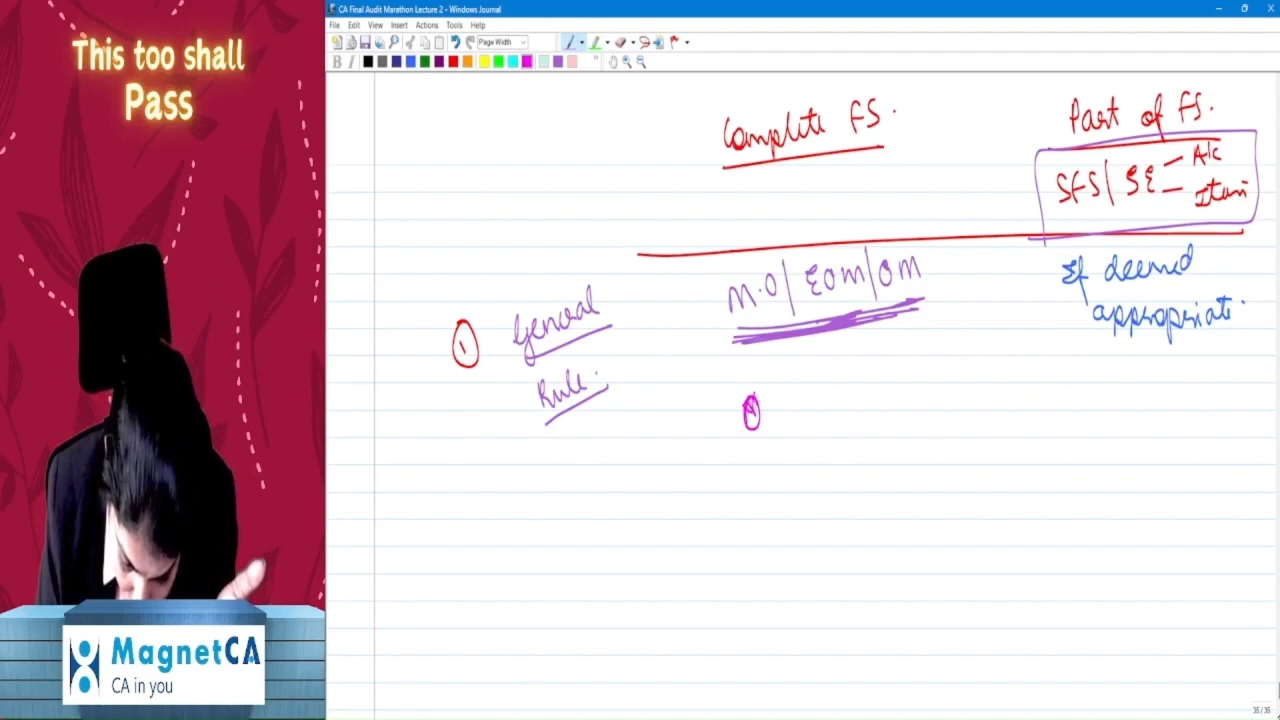 This too shall
Pass
CA Final Audit Marathon Lecture 2 - Windows Journal
File Edit View Insert Actions Tools Help
Page Width
B I
Complete FS.
Part of FS.
SFS / SE - A/c
Item
M.O / EOM / OM
If deemed
appropriate.
① General
Rule.
MagnetCA
CA in you
35/35